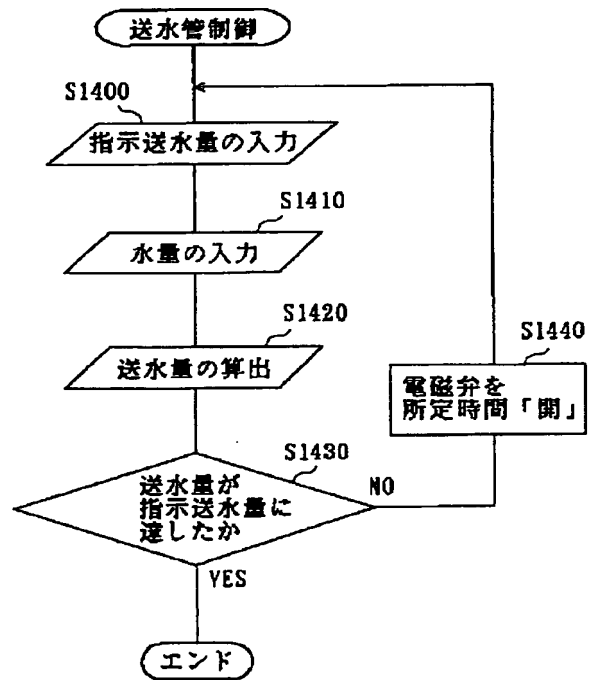 送水管制御
S1400
指示送水量の入力
S1410
水量の入力
S1420
送水量の算出
S1440
電磁弁を
所定時間「開」
S1430
送水量が
指示送水量に
達したか
NO
YES
エンド